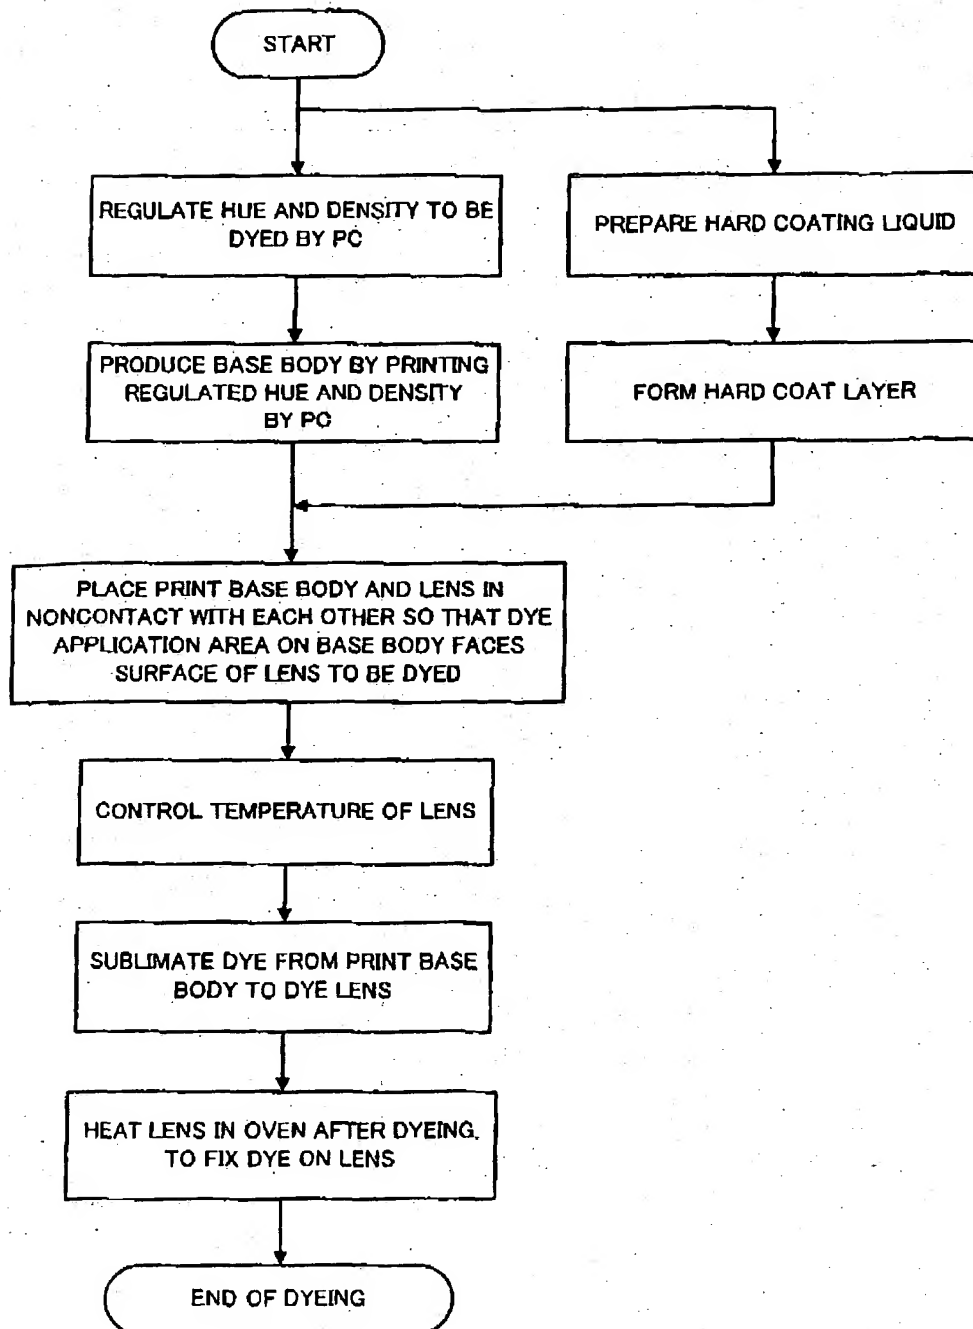 START
REGULATE HUE AND DENSITY TO BE
DYED BY PC
PREPARE HARD COATING LIQUID
PRODUCE BASE BODY BY PRINTING
REGULATED HUE AND DENSITY
BY PC
FORM HARD COAT LAYER
PLACE PRINT BASE BODY AND LENS IN
NONCONTACT WITH EACH OTHER SO THAT DYE
APPLICATION AREA ON BASE BODY FACES
SURFACE OF LENS TO BE DYED
CONTROL TEMPERATURE OF LENS
SUBLIMATE DYE FROM PRINT BASE
BODY TO DYE LENS
HEAT LENS IN OVEN AFTER DYEING,
TO FIX DYE ON LENS
END OF DYEING